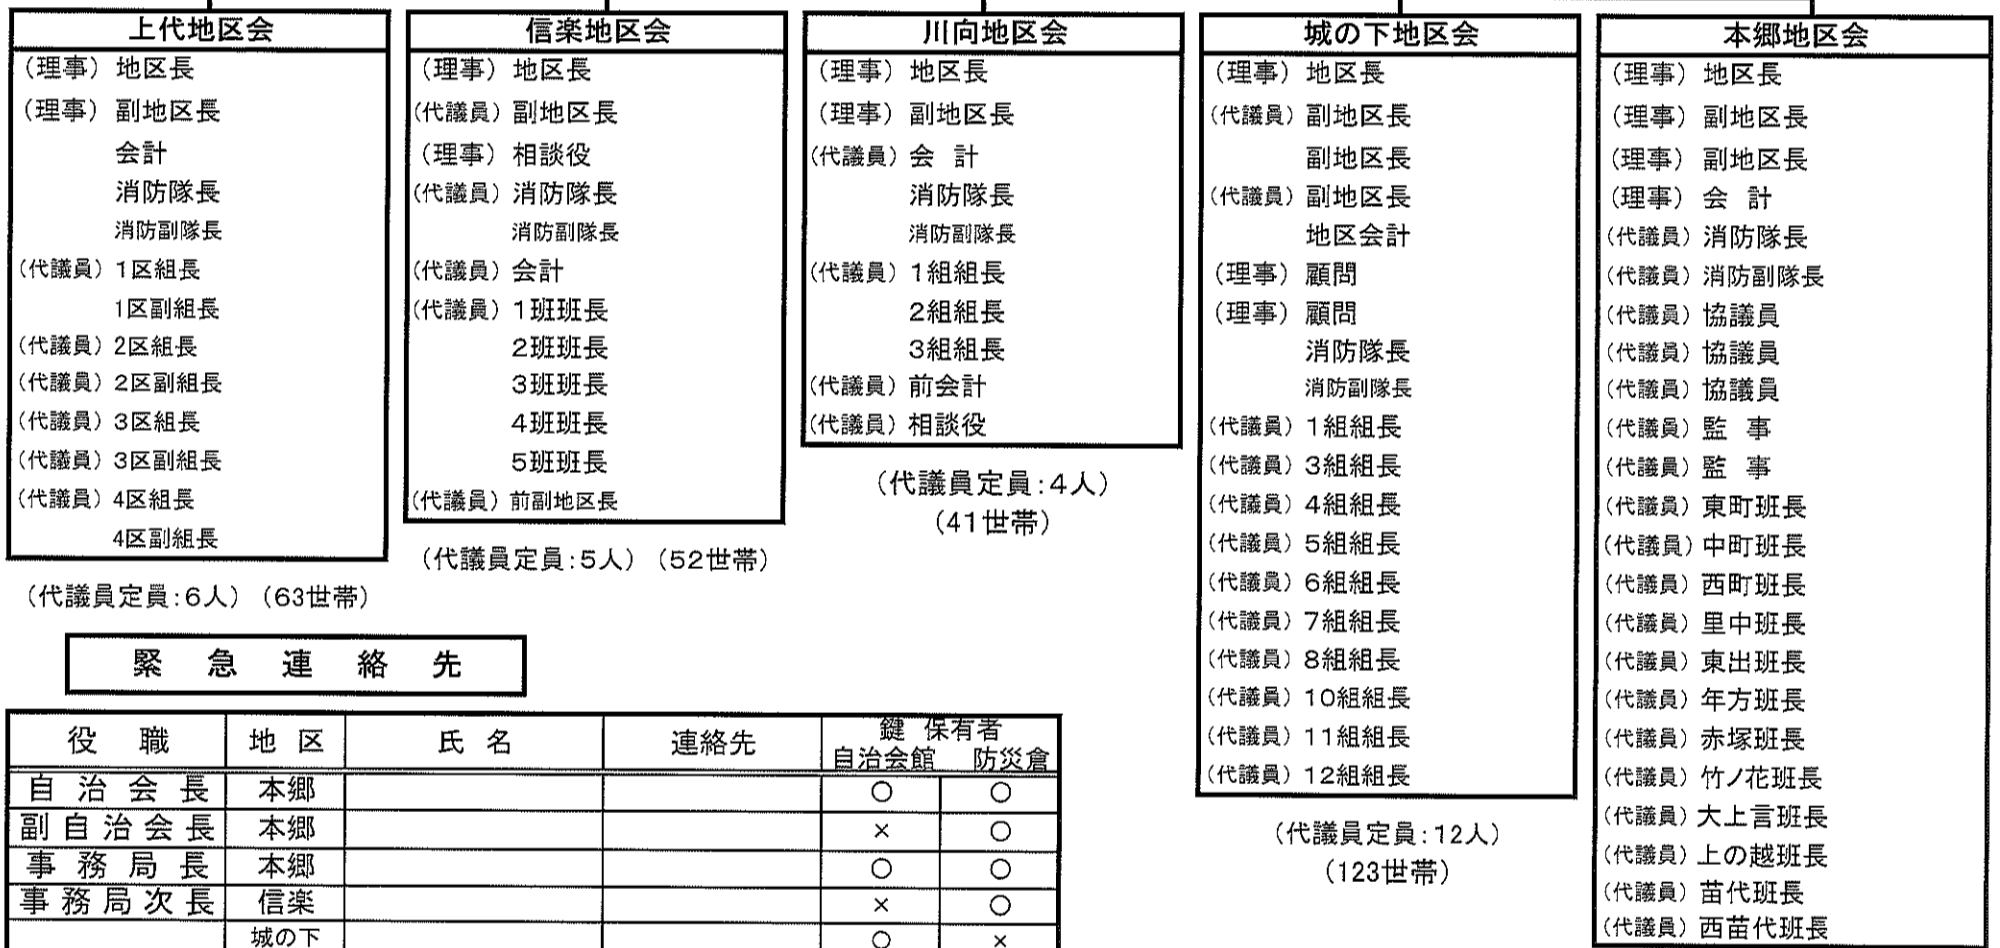 上代地区会
(理事) 地区長
(理事) 副地区長
会計
消防隊長
消防副隊長
(代議員) 1区組長
1区副組長
(代議員) 2区組長
(代議員) 2区副組長
(代議員) 3区組長
(代議員) 3区副組長
(代議員) 4区組長
4区副組長
(代議員定員:6人) (63世帯)
信楽地区会
(理事) 地区長
(代議員) 副地区長
(理事) 相談役
(代議員) 消防隊長
消防副隊長
(代議員) 会計
(代議員) 1班班長
2班班長
3班班長
4班班長
5班班長
(代議員) 前副地区長
(代議員定員:5人) (52世帯)
川向地区会
(理事) 地区長
(理事) 副地区長
(代議員) 会 計
消防隊長
消防副隊長
(代議員) 1組組長
2組組長
3組組長
(代議員) 前会計
(代議員) 相談役
(代議員定員:4人)
(41世帯)
城の下地区会
(理事) 地区長
(代議員) 副地区長
副地区長
(代議員) 副地区長
地区会計
(理事) 顧問
(理事) 顧問
消防隊長
消防副隊長
(代議員) 1組組長
(代議員) 3組組長
(代議員) 4組組長
(代議員) 5組組長
(代議員) 6組組長
(代議員) 7組組長
(代議員) 8組組長
(代議員) 10組組長
(代議員) 11組組長
(代議員) 12組組長
(代議員定員:12人)
(123世帯)
本郷地区会
(理事) 地区長
(理事) 副地区長
(理事) 副地区長
(理事) 会 計
(代議員) 消防隊長
(代議員) 消防副隊長
(代議員) 協議員
(代議員) 協議員
(代議員) 協議員
(代議員) 監 事
(代議員) 監 事
(代議員) 東町班長
(代議員) 中町班長
(代議員) 西町班長
(代議員) 里中班長
(代議員) 東出班長
(代議員) 年方班長
(代議員) 赤塚班長
(代議員) 竹ノ花班長
(代議員) 大上言班長
(代議員) 上の越班長
(代議員) 苗代班長
(代議員) 西苗代班長
緊 急 連 絡 先
役 職 地 区 氏 名 連絡先 鍵 保有者
自治会館 防災倉
自 治 会 長 本郷 ○ ○
副 自 治 会 長 本郷 × ○
事 務 局 長 本郷 ○ ○
事 務 局 次 長 信楽 × ○
城の下 ○ ×